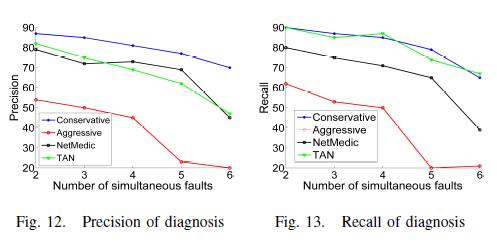 90
80
70
60
50
40
30
20
Precision
Conservative
Aggressive
NetMedic
TAN
2 3 4 5 6
Number of simultaneous faults
Fig. 12. Precision of diagnosis
90
80
70
60
50
40
30
20
Recall
Conservative
Aggressive
NetMedic
TAN
2 3 4 5 6
Number of simultaneous faults
Fig. 13. Recall of diagnosis